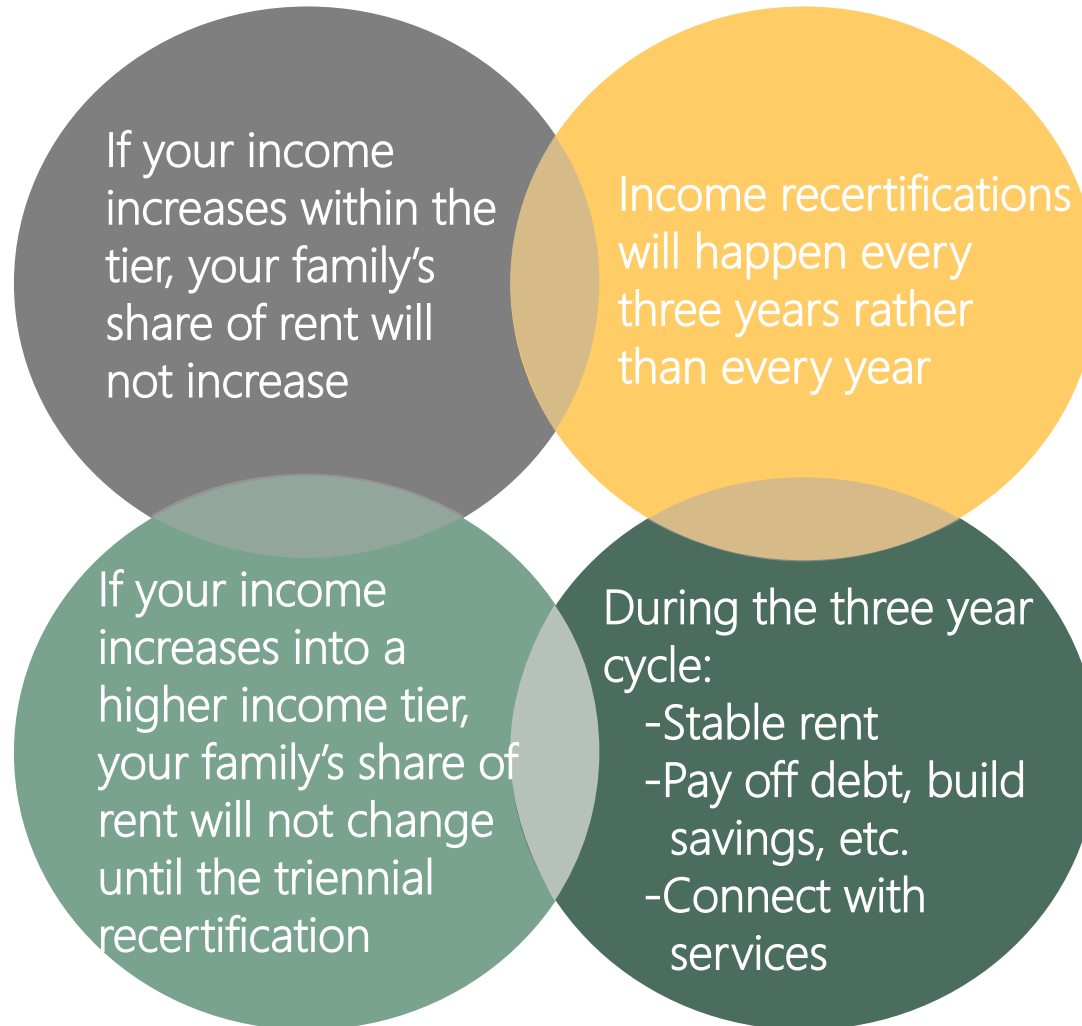 If your income
increases within the
tier, your family's
share of rent will
not increase
Income recertifications
will happen every
three years rather
than every year
If your income
increases into a
higher income tier,
your family's share of
rent will not change
until the triennial
recertification
During the three year
cycle:
-Stable rent
-Pay off debt, build
savings, etc.
-Connect with
services